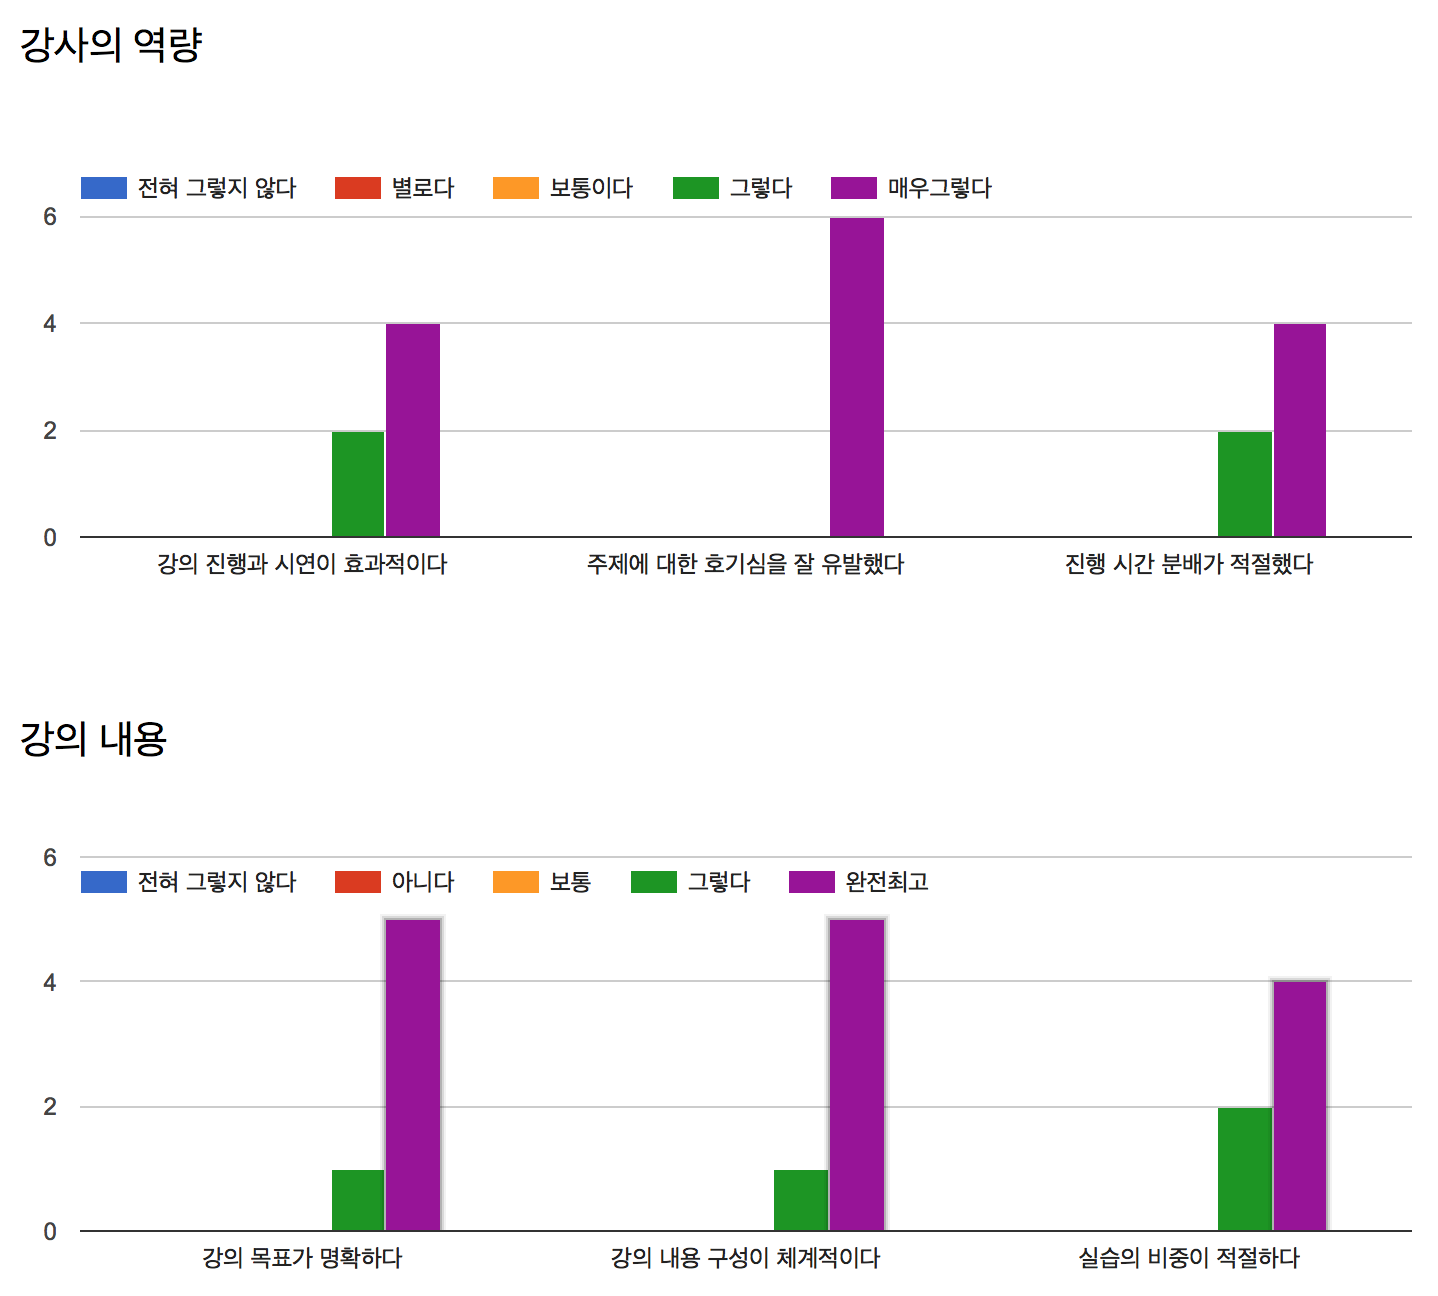 강사의 역량
전혀 그렇지 않다 별로다 보통이다 그렇다 매우그렇다
6
4
2
0
강의 진행과 시연이 효과적이다 주제에 대한 호기심을 잘 유발했다 진행 시간 분배가 적절했다
강의 내용
6
전혀 그렇지 않다 아니다 보통 그렇다 완전최고
4
2
0
강의 목표가 명확하다 강의 내용 구성이 체계적이다 실습의 비중이 적절하다